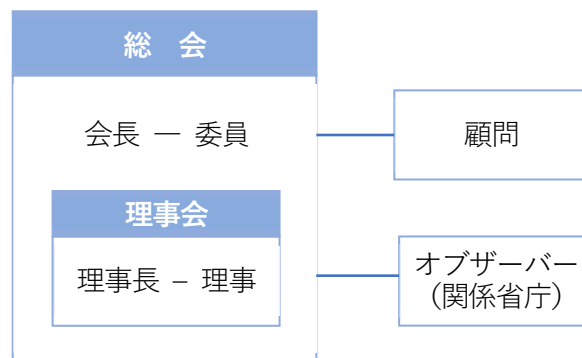 総　会
会長 ― 委員
顧問
理事会
理事長 – 理事
オブザーバー
（関係省庁）